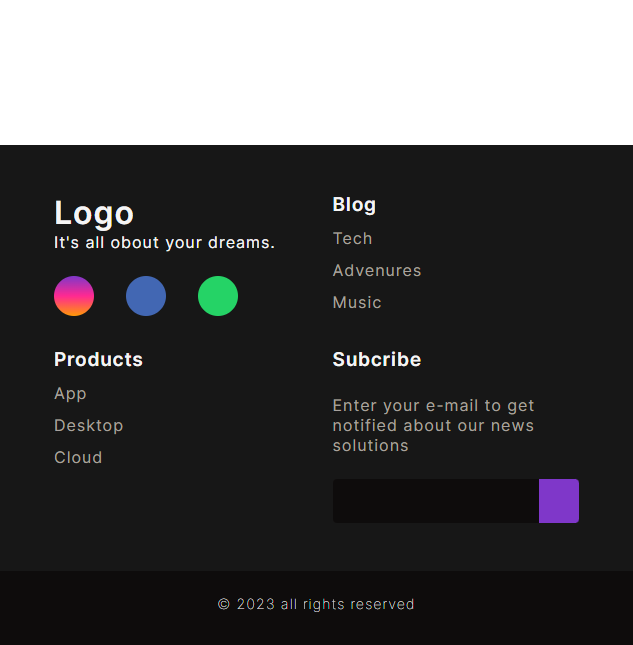 Logo
It's all obout your dreams.
Blog
Tech
Advenures
Music
Products
App
Desktop
Cloud
Subcribe
Enter your e-mail to get
notified about our news
solutions
© 2023 all rights reserved